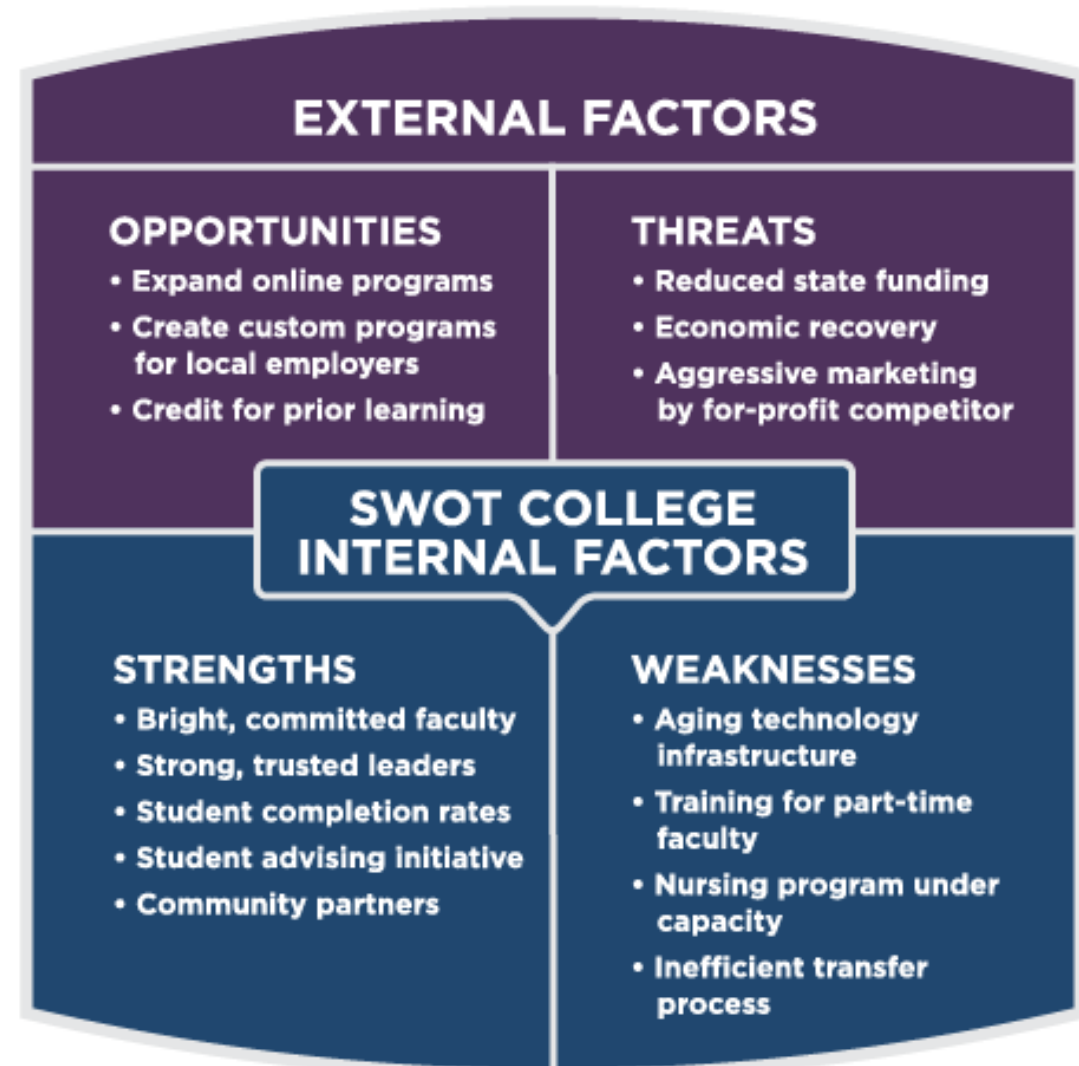 EXTERNAL FACTORS
OPPORTUNITIES
• Expand online programs
• Create custom programs
for local employers
• Credit for prior learning
THREATS
• Reduced state funding
• Economic recovery
• Aggressive marketing
by for-profit competitor
SWOT COLLEGE
INTERNAL FACTORS
STRENGTHS
• Bright, committed faculty
• Strong, trusted leaders
• Student completion rates
• Student advising initiative
• Community partners
WEAKNESSES
• Aging technology
infrastructure
• Training for part-time
faculty
• Nursing program under
capacity
• Inefficient transfer
process